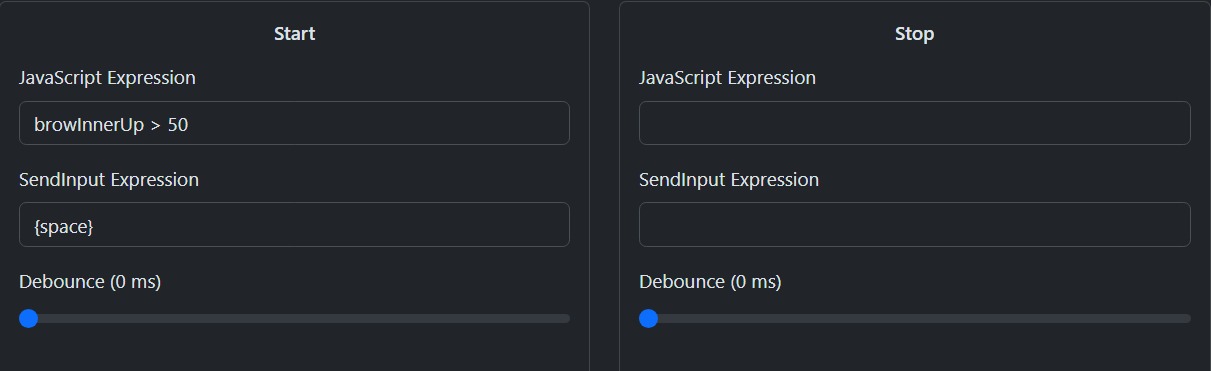 Start
JavaScript Expression
browInnerUp > 50
SendInput Expression
{space}
Debounce (0 ms)
Stop
JavaScript Expression
SendInput Expression
Debounce (0 ms)